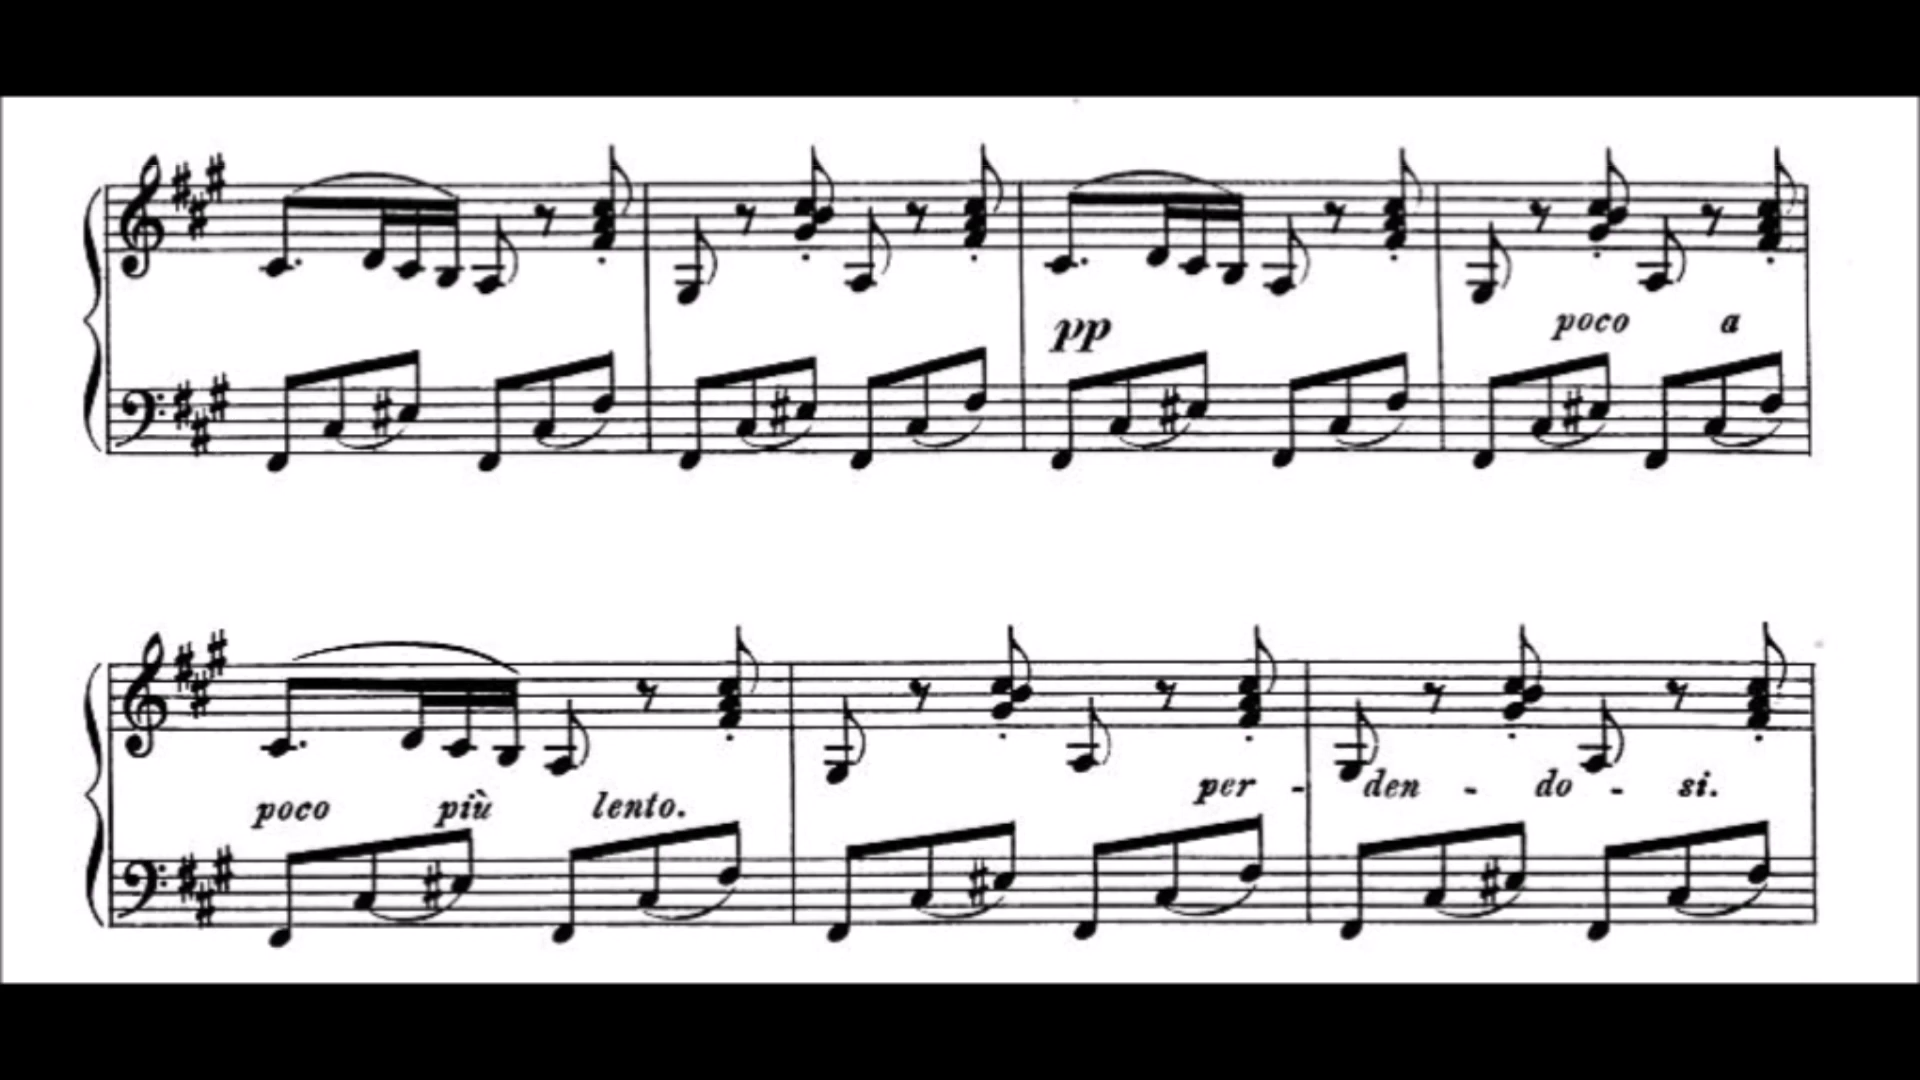 pp poco a
poco più lento. per - den - do - si.